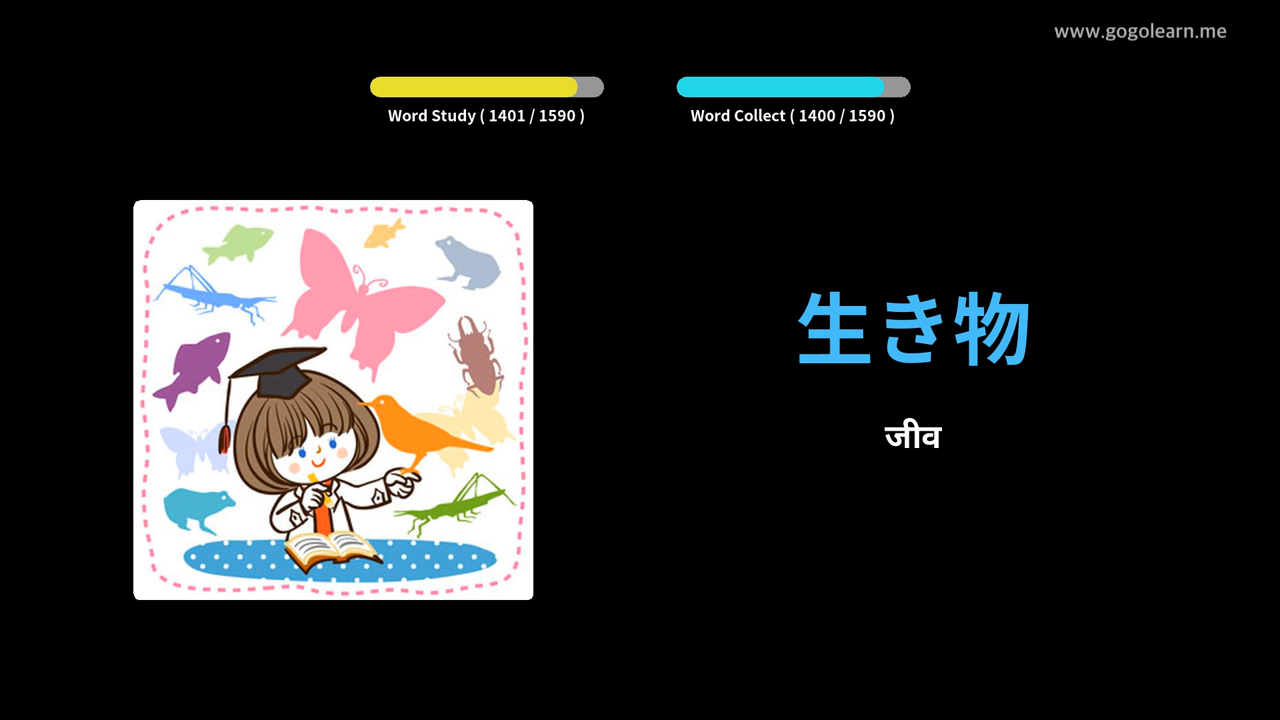 www.gogolearn.me
Word Study ( 1401 / 1590 )
Word Collect ( 1400 / 1590 )
生き物
जीव